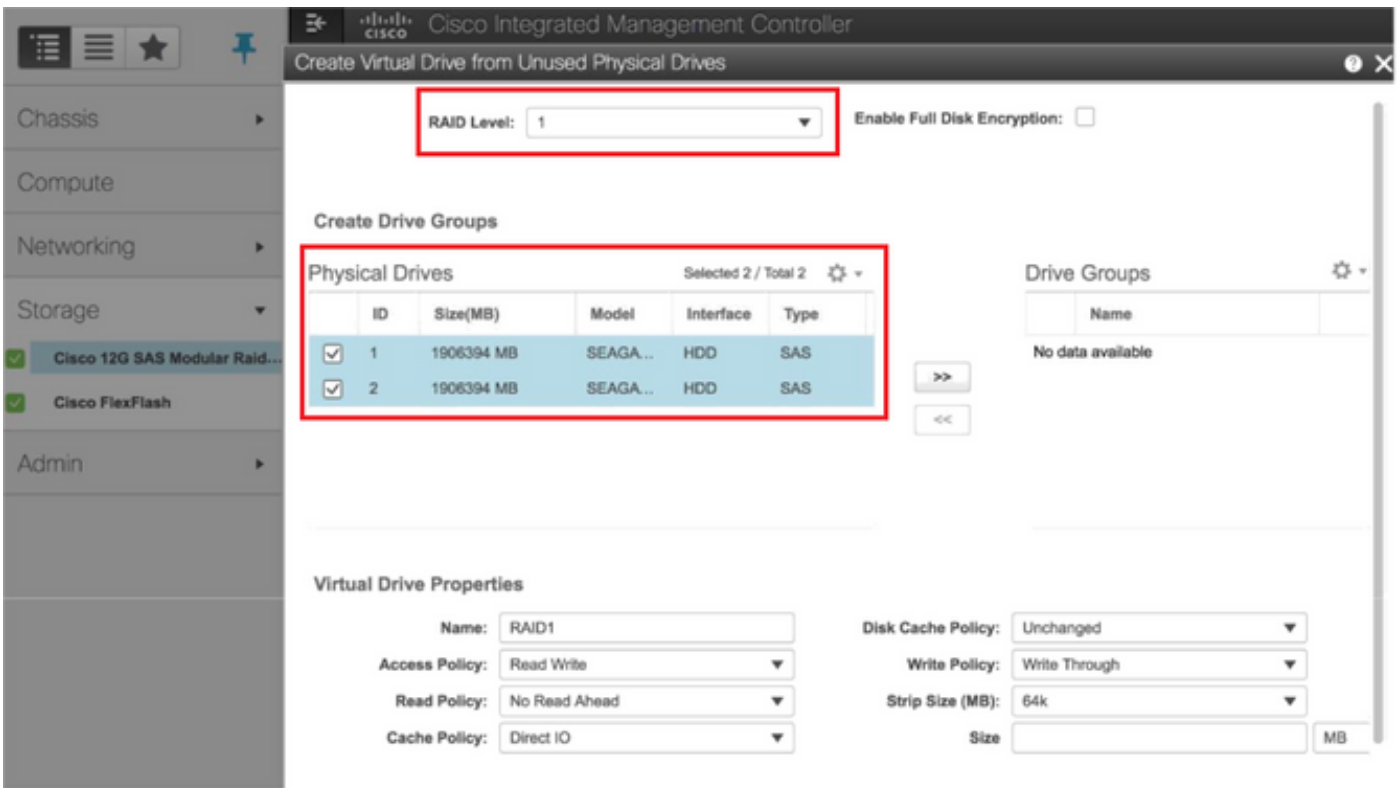 cisco Cisco Integrated Management Controller
Create Virtual Drive from Unused Physical Drives
Chassis
Compute
Networking
Storage
Cisco 12G SAS Modular Raid...
Cisco FlexFlash
Admin
RAID Level: 1
Enable Full Disk Encryption:
Create Drive Groups
Physical Drives Selected 2 / Total 2
ID Size(MB) Model Interface Type
1 1906394 MB SEAGA... HDD SAS
2 1906394 MB SEAGA... HDD SAS
>>
<<
Drive Groups
Name
No data available
Virtual Drive Properties
Name: RAID1
Disk Cache Policy: Unchanged
Access Policy: Read Write
Write Policy: Write Through
Read Policy: No Read Ahead
Strip Size (MB): 64k
Cache Policy: Direct IO
Size MB